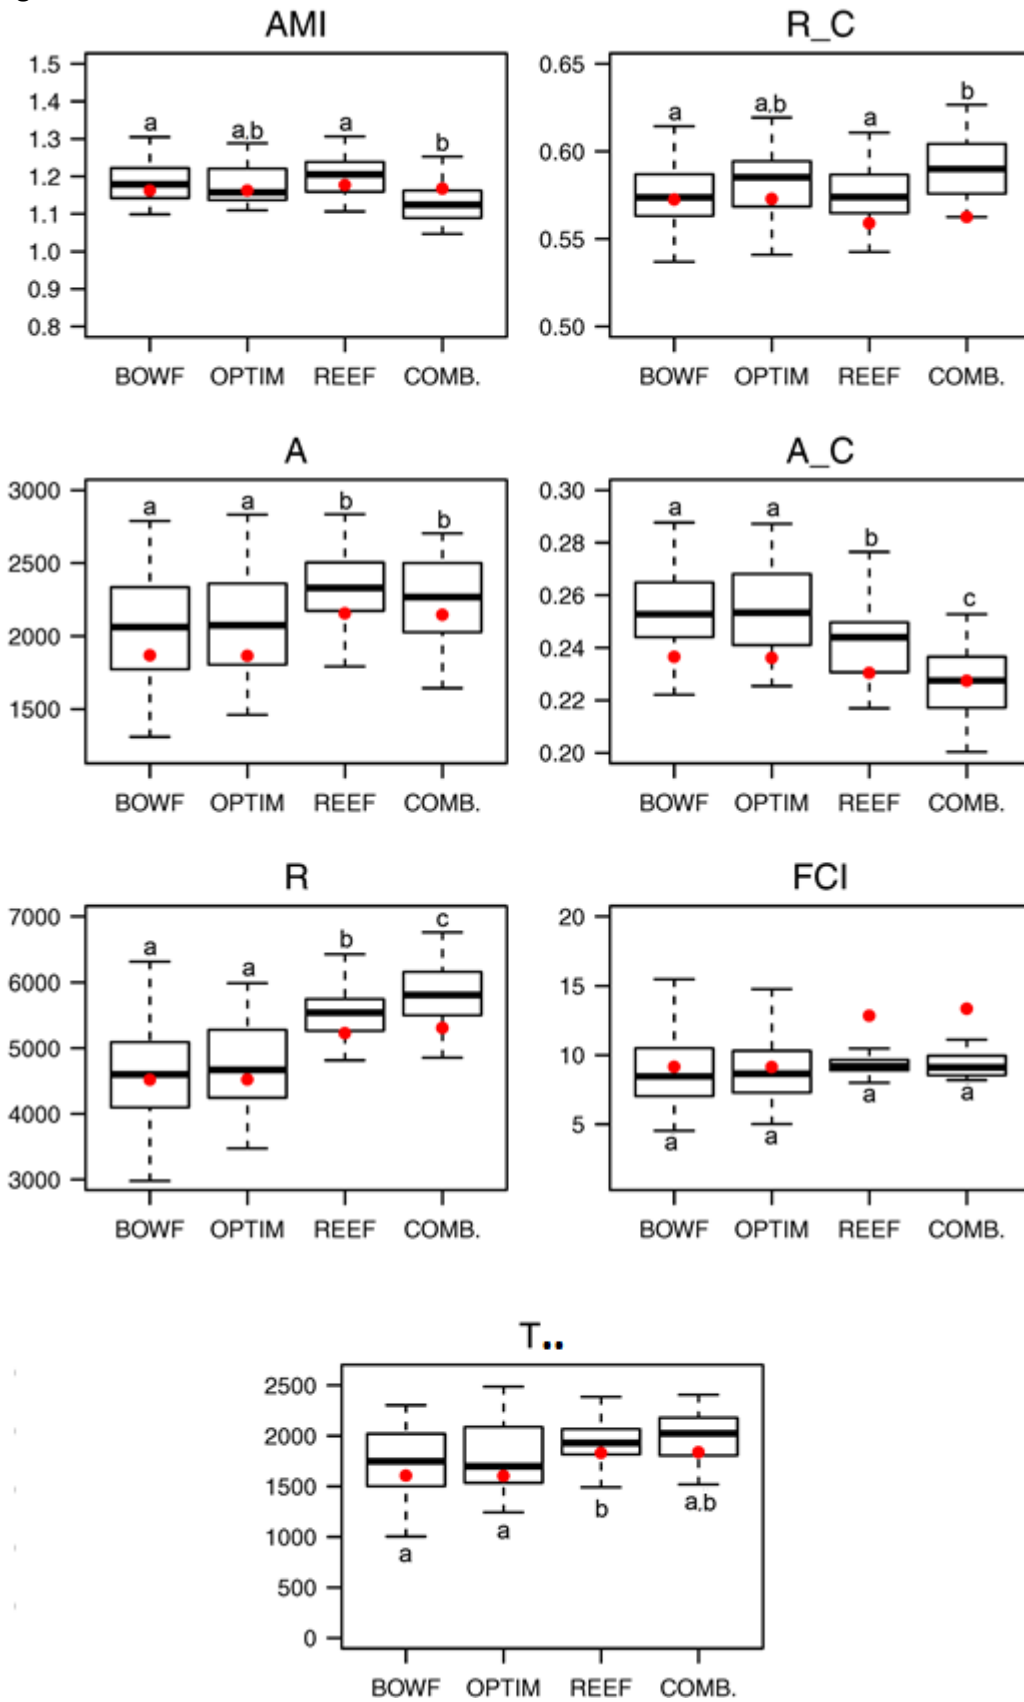 AMI
R_C
1.5
1.4
1.3
1.2
1.1
1.0
0.9
0.8
a
a,b
a
b
BOWF OPTIM REEF COMB.
0.65
0.60
0.55
0.50
a
a,b
a
b
BOWF OPTIM REEF COMB.
A
A_C
3000
2500
2000
1500
a
a
b
b
BOWF OPTIM REEF COMB.
0.30
0.28
0.26
0.24
0.22
0.20
a
a
b
c
BOWF OPTIM REEF COMB.
R
FCI
7000
6000
5000
4000
3000
a
a
b
c
BOWF OPTIM REEF COMB.
20
15
10
5
a
a
a
a
BOWF OPTIM REEF COMB.
T..
2500
2000
1500
1000
500
0
a
a
b
a,b
BOWF OPTIM REEF COMB.